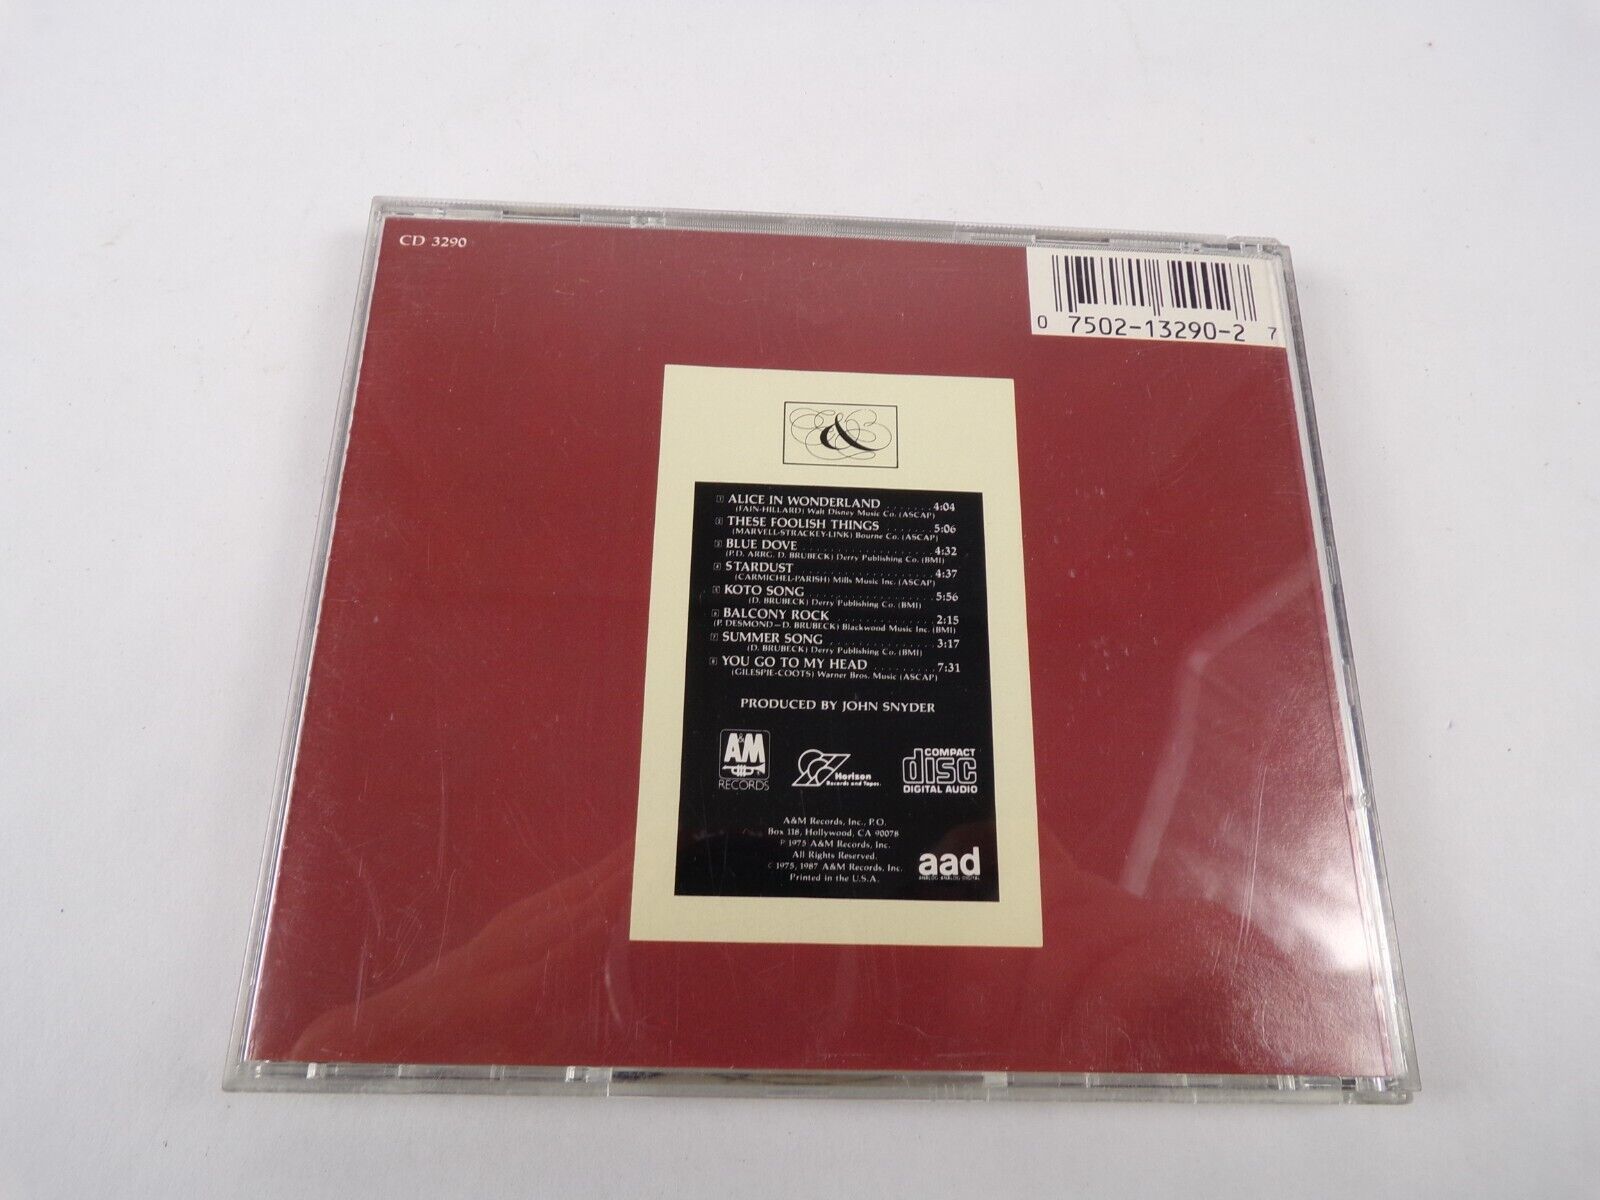 CD 3290
0 7502-13290-2 7
&
1 ALICE IN WONDERLAND ........ 4:04
(FAIN-HILLARD) Walt Disney Music Co. (ASCAP)
2 THESE FOOLISH THINGS ........ 5:06
(MARVELL-STRACKEY-LINK) Bourne Co. (ASCAP)
3 BLUE DOVE .................... 4:32
(P.D. ARRG. D. BRUBECK) Derry Publishing Co. (BMI)
4 STARDUST ..................... 4:37
(CARMICHEL-PARISH) Mills Music Inc. (ASCAP)
5 KOTO SONG ................... 5:56
(D. BRUBECK) Derry Publishing Co. (BMI)
6 BALCONY ROCK ................ 2:15
(P. DESMOND—D. BRUBECK) Blackwood Music Inc. (BMI)
7 SUMMER SONG ................. 3:17
(D. BRUBECK) Derry Publishing Co. (BMI)
8 YOU GO TO MY HEAD .......... 7:31
(GILESPIE-COOTS) Warner Bros. Music (ASCAP)
PRODUCED BY JOHN SNYDER
A&M
RECORDS
Horizon
Records and Tapes
COMPACT
disc
DIGITAL AUDIO
A&M Records, Inc., P.O.
Box 118, Hollywood, CA 90078
℗ 1975 A&M Records, Inc.
All Rights Reserved.
© 1975, 1987 A&M Records, Inc.
Printed in the U.S.A.
aad
ANALOG ANALOG DIGITAL